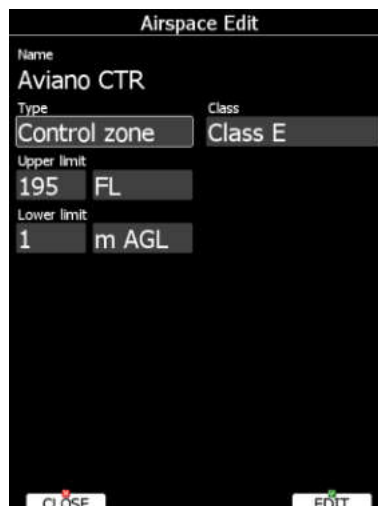 Airspace Edit
Name
Aviano CTR
Type Class
Control zone Class E
Upper limit
195 FL
Lower limit
1 m AGL
CLOSE EDIT